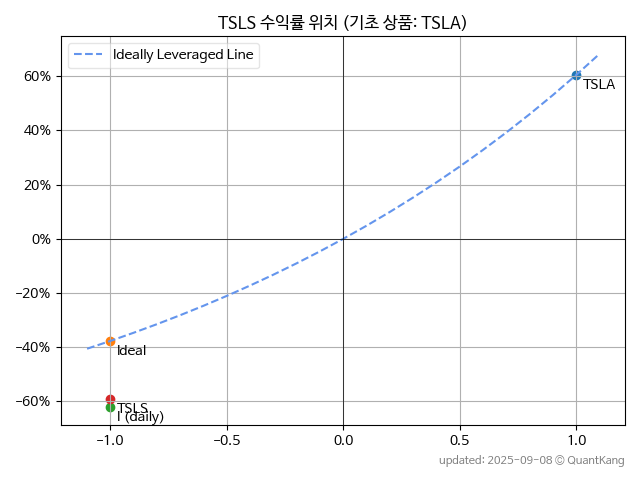 TSLS 수익률 위치 (기초 상품: TSLA)
Ideally Leveraged Line
60%
40%
20%
0%
−20%
−40%
−60%
TSLA
Ideal
TSLS
I (daily)
−1.0
−0.5
0.0
0.5
1.0
updated: 2025-09-08 © QuantKang